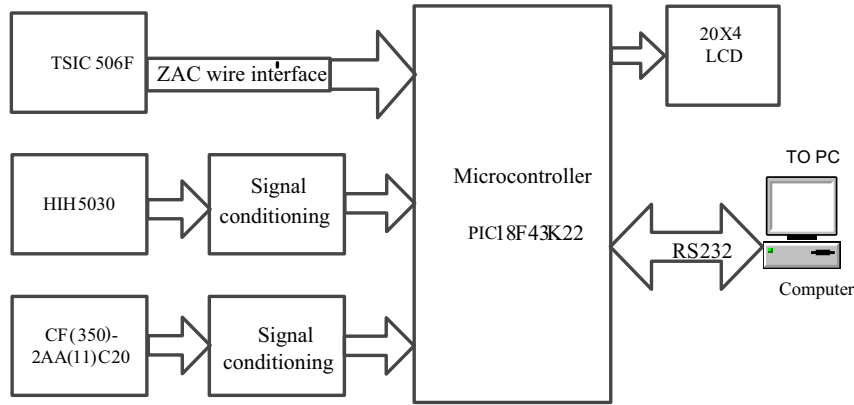 TSIC 506F
ZAC wire interface
20X4
LCD
HIH5030
Signal
conditioning
Microcontroller
PIC18F43K22
TO PC
RS232
Computer
CF(350)-
2AA(11)C20
Signal
conditioning